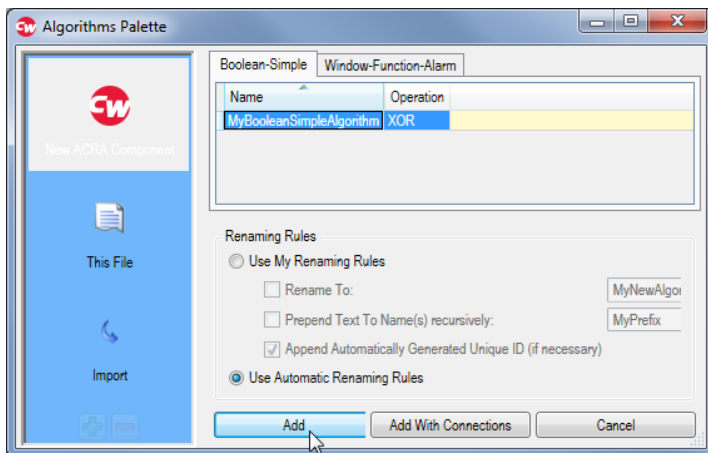 Algorithms Palette
CW
New ACRA Component
This File
Import
Boolean-Simple Window-Function-Alarm
Name Operation
MyBooleanSimpleAlgorithm XOR
Renaming Rules
Use My Renaming Rules
Rename To: MyNewAlgor
Prepend Text To Name(s) recursively: MyPrefix
Append Automatically Generated Unique ID (if necessary)
Use Automatic Renaming Rules
Add Add With Connections Cancel